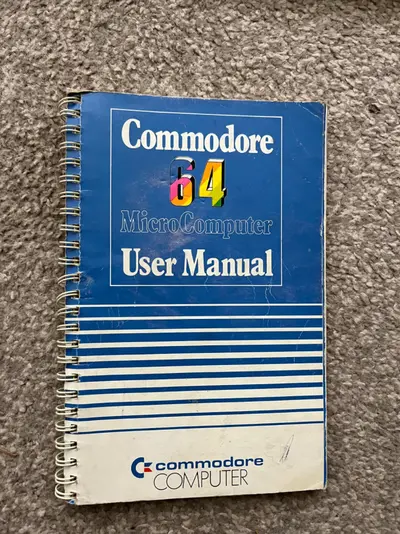 Commodore
64
MicroComputer
User Manual
commodore
COMPUTER